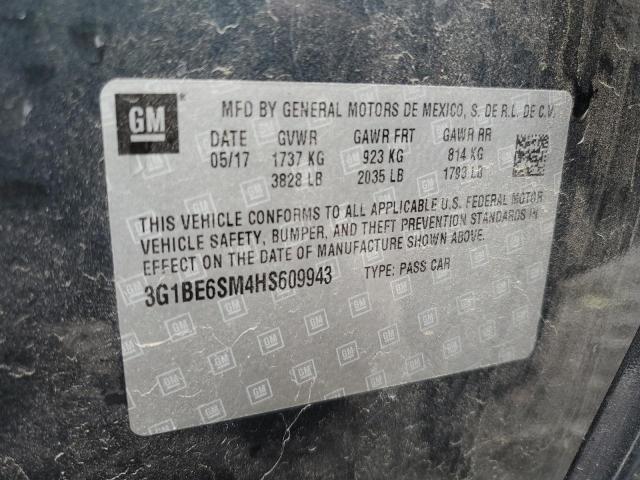 GM
MFD BY GENERAL MOTORS DE MEXICO, S. DE R.L. DE C.V.
DATE GVWR GAWR FRT GAWR RR
05/17 1737 KG 923 KG 814 KG
3828 LB 2035 LB 1793 LB
THIS VEHICLE CONFORMS TO ALL APPLICABLE U.S. FEDERAL MOTOR
VEHICLE SAFETY, BUMPER, AND THEFT PREVENTION STANDARDS IN
EFFECT ON THE DATE OF MANUFACTURE SHOWN ABOVE.
3G1BE6SM4HS609943 TYPE: PASS CAR